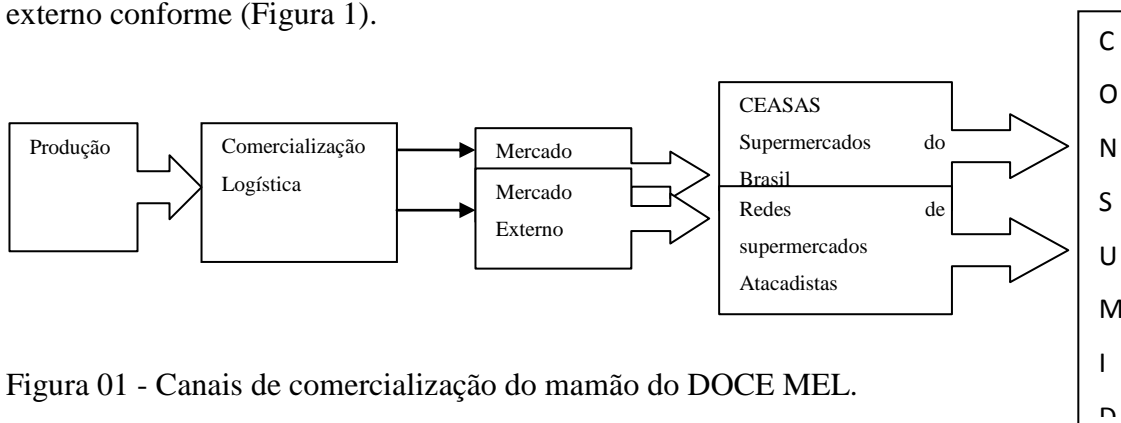 externo conforme (Figura 1).
Produção
Comercialização
Logística
Mercado
Mercado
Externo
CEASAS
Supermercados do
Brasil
Redes de
supermercados
Atacadistas
C
O
N
S
U
M
I
D
Figura 01 - Canais de comercialização do mamão do DOCE MEL.